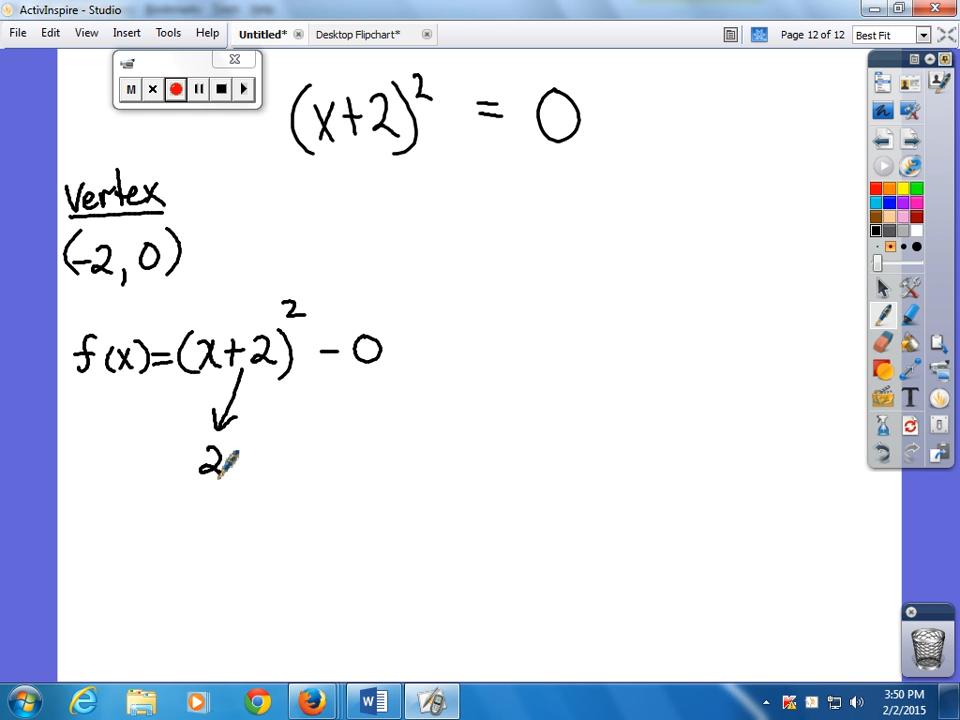 ActivInspire - Studio
File Edit View Insert Tools Help Untitled* Desktop Flipchart* Page 12 of 12 Best Fit
M
(x+2)² = 0
Vertex
(-2, 0)
f(x)=(x+2)² - 0
2
T
W
3:50 PM
2/2/2015